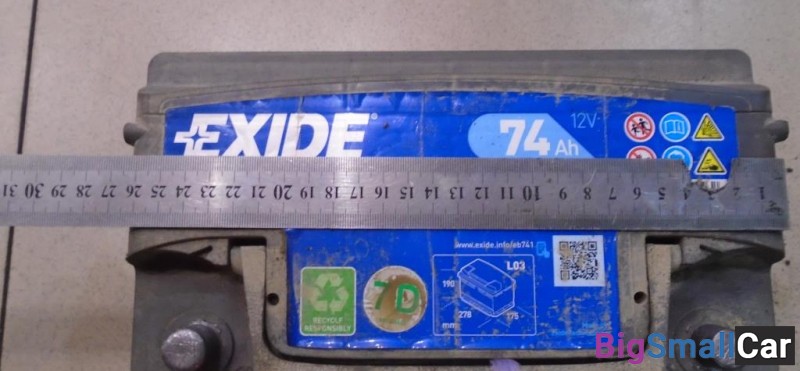 EXIDE
12V
74 Ah
31 30 29 28 27 26 25 24 23 22 21 20 19 18 17 16 15 14 13 12 11 10 9 8 7 6 5 4 3 2 1
www.exide.info/eb741
L03
190
278
175
mm
7D
RECYCLE
RESPONSIBLY
BigSmallCar